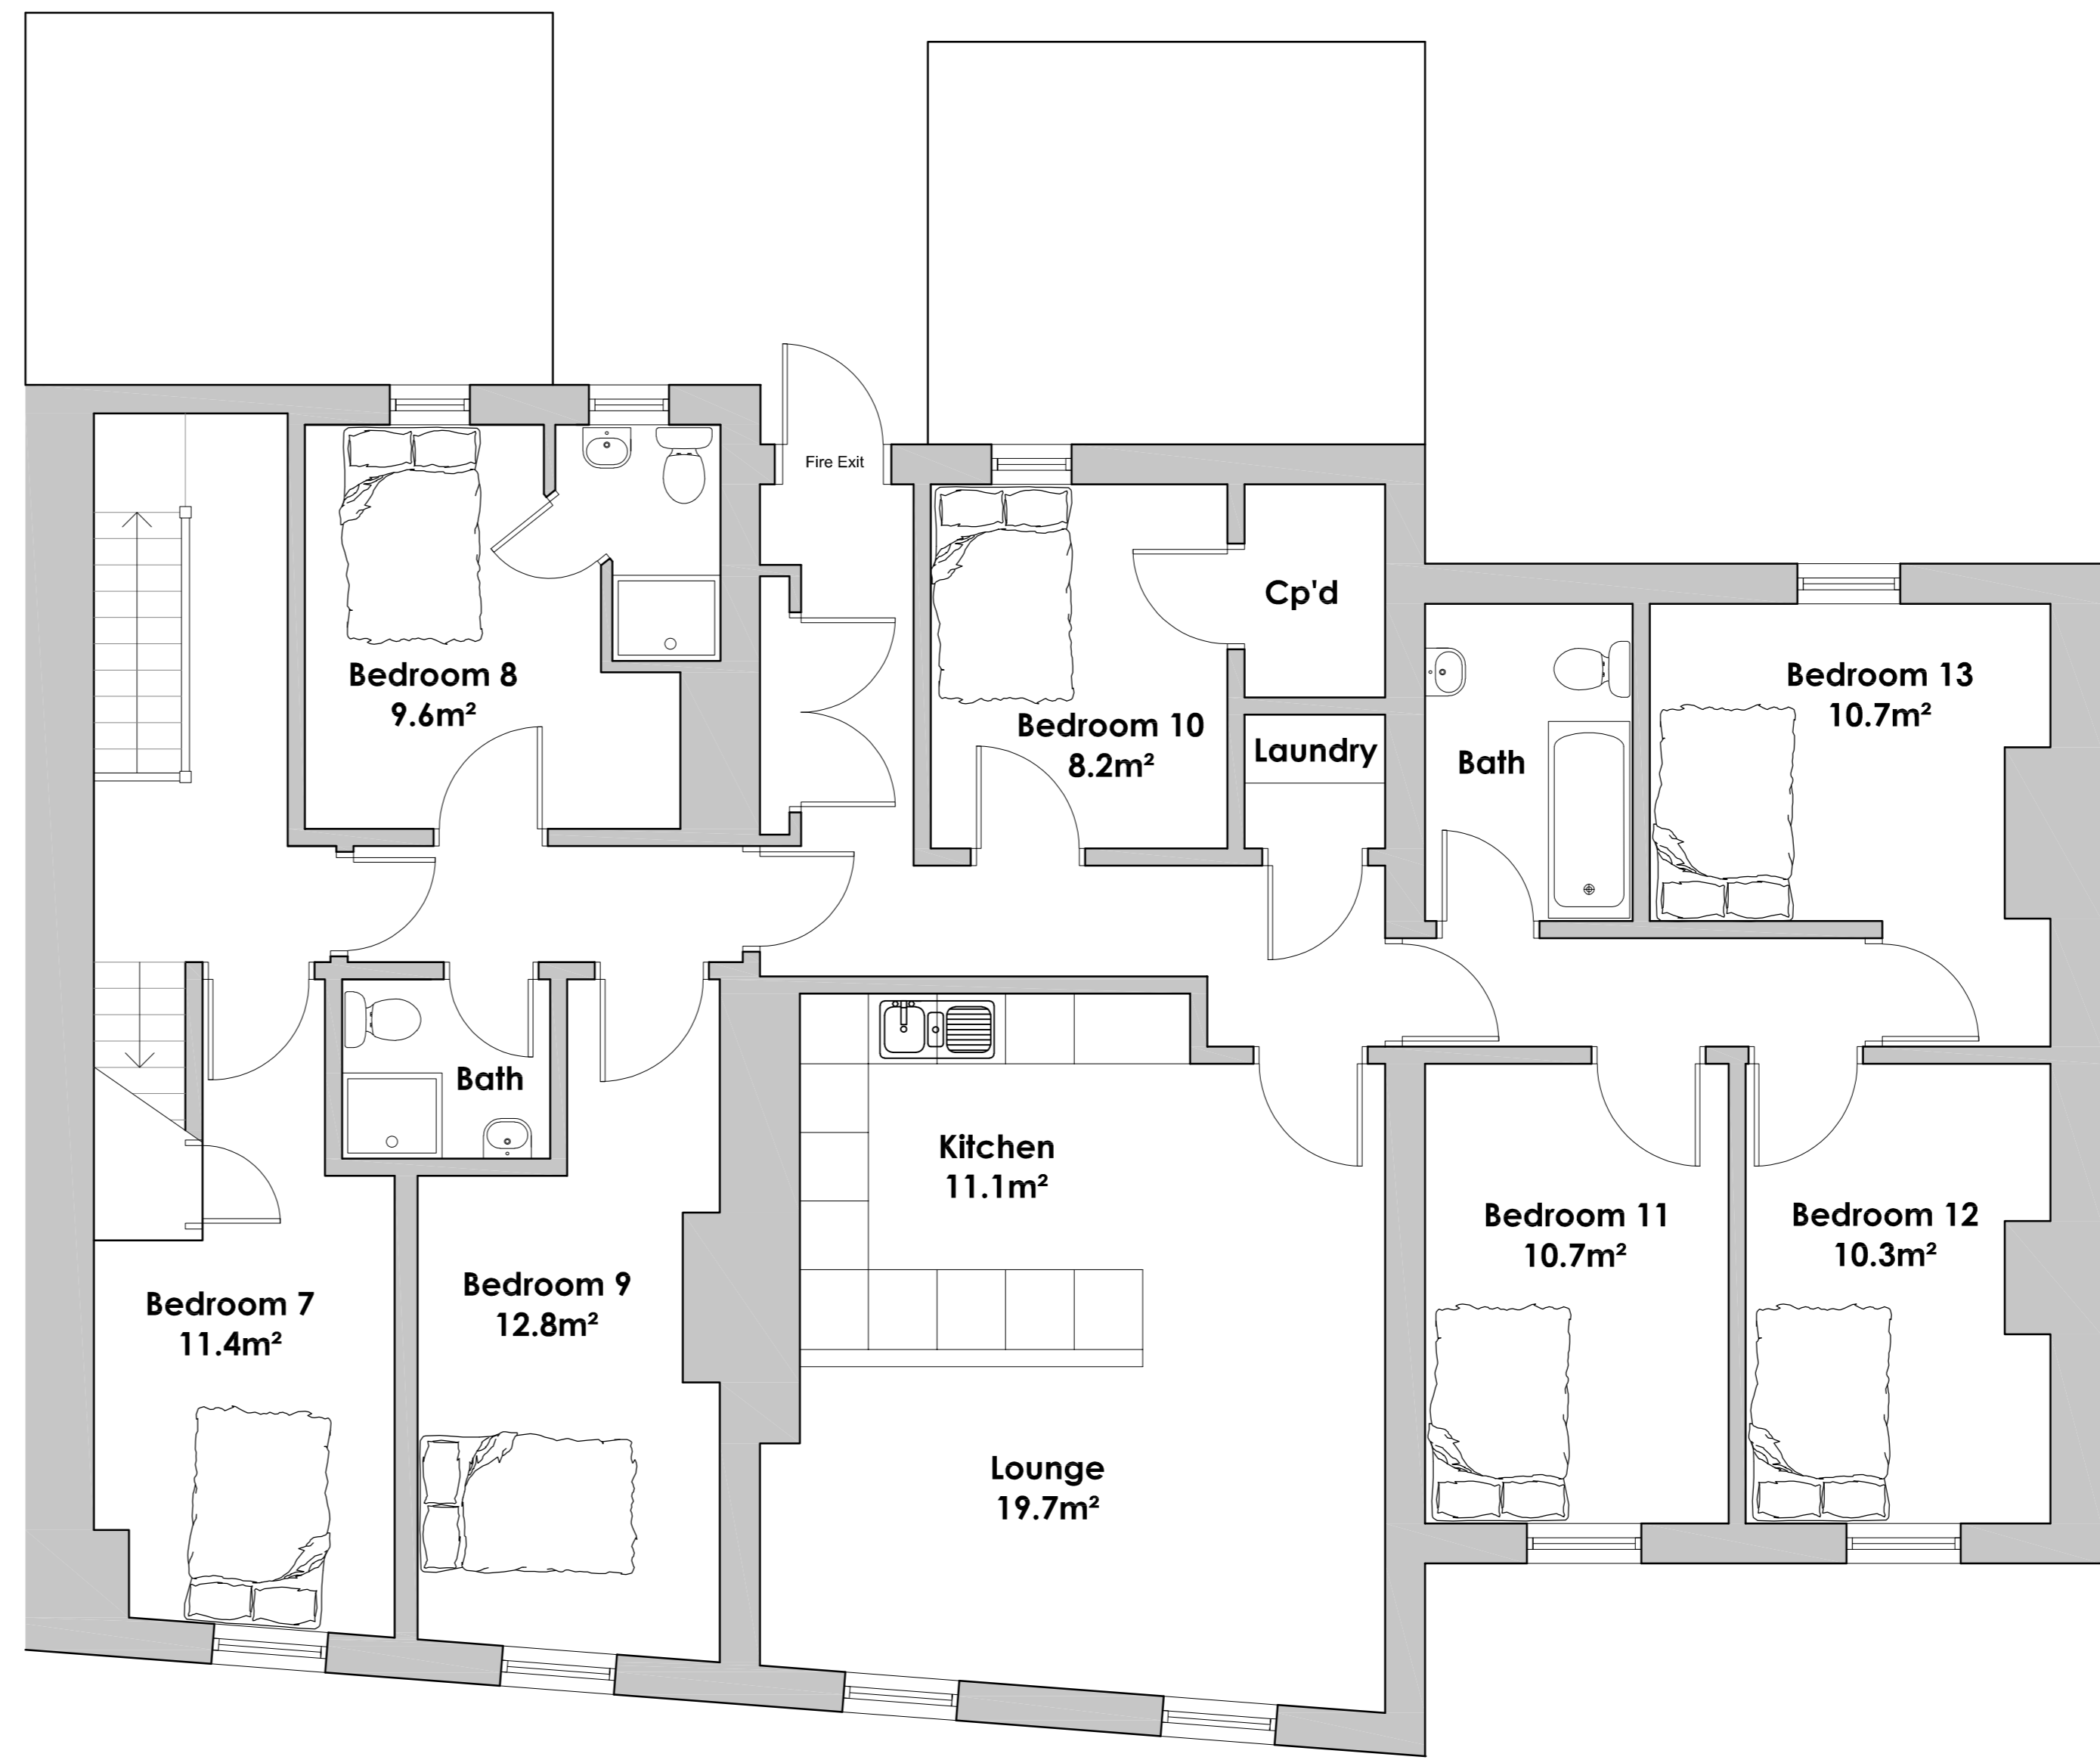 Fire Exit
Cp'd
Bedroom 8
9.6m²
Bedroom 10
8.2m²
Laundry
Bath
Bedroom 13
10.7m²
Bath
Kitchen
11.1m²
Bedroom 11
10.7m²
Bedroom 12
10.3m²
Bedroom 7
11.4m²
Bedroom 9
12.8m²
Lounge
19.7m²